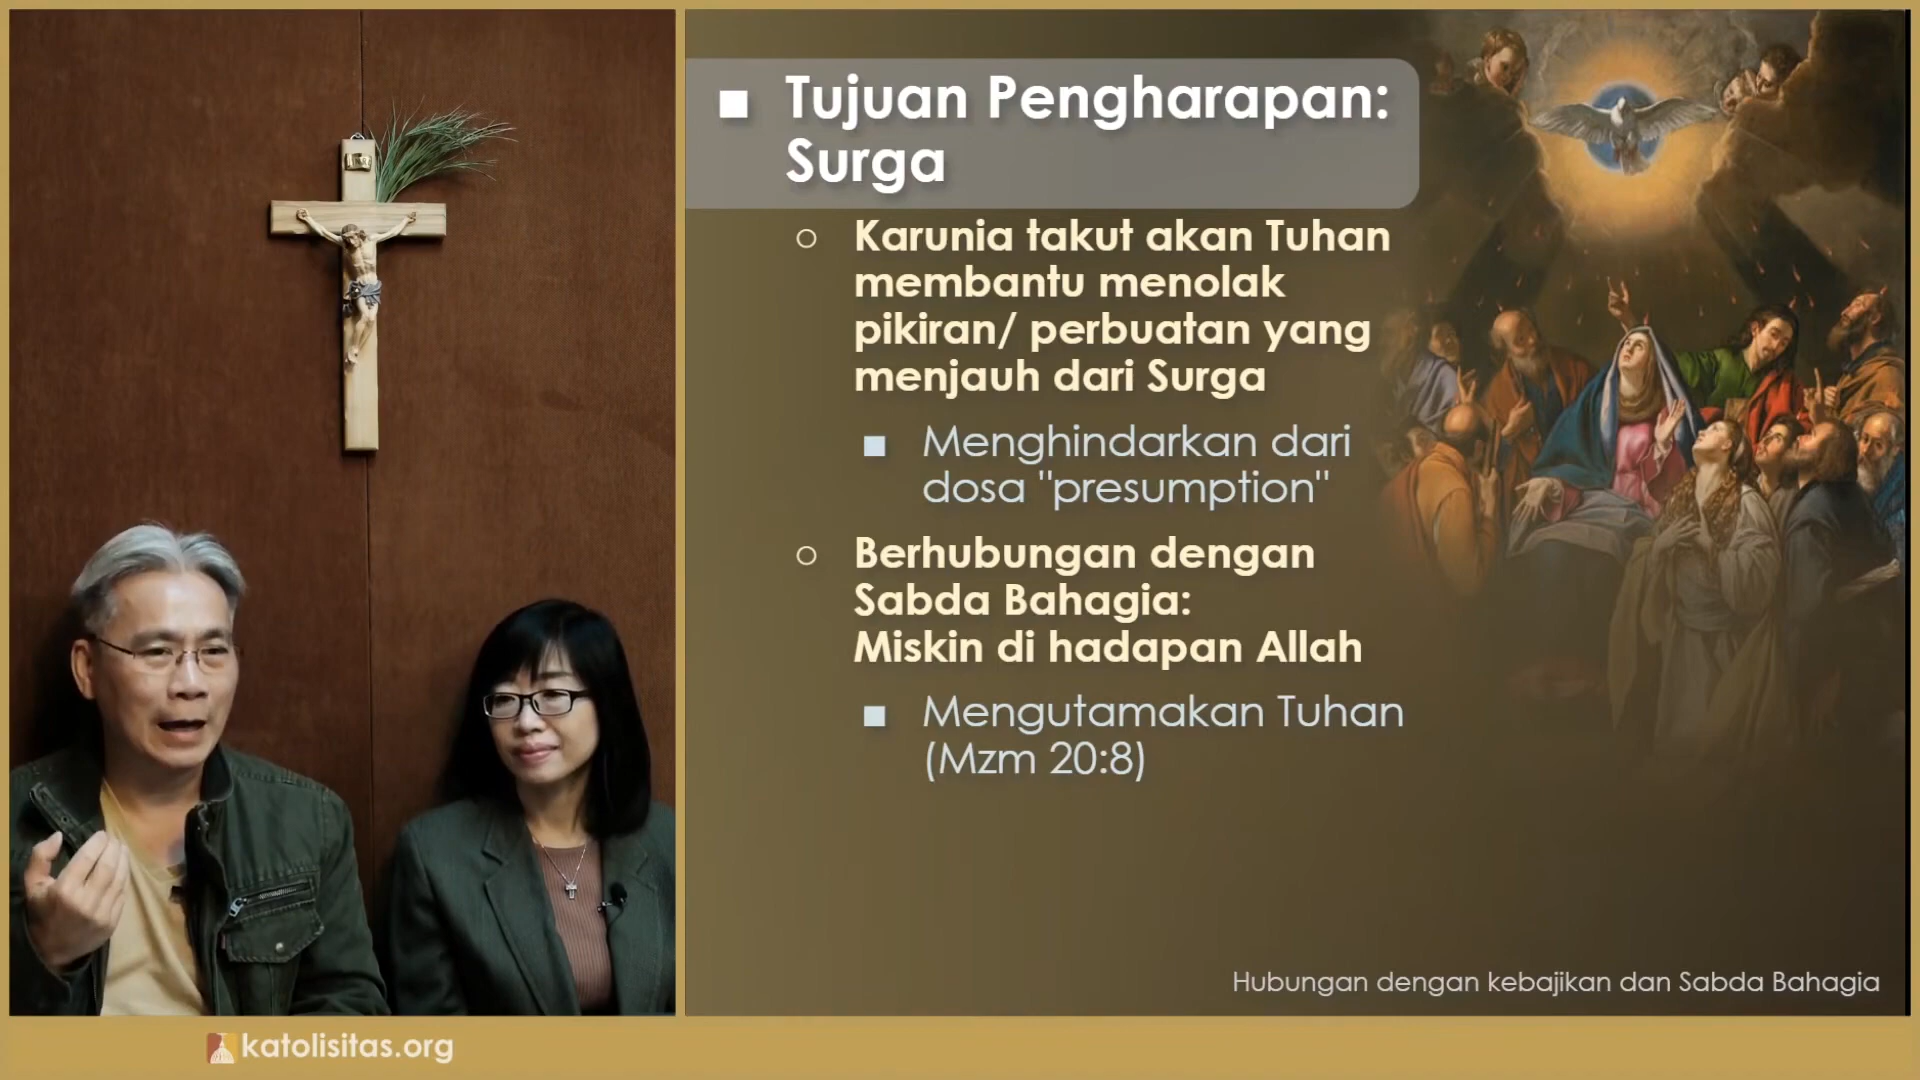 ■ Tujuan Pengharapan:
Surga
○ Karunia takut akan Tuhan
membantu menolak
pikiran/ perbuatan yang
menjauh dari Surga
■ Menghindarkan dari
dosa "presumption"
○ Berhubungan dengan
Sabda Bahagia:
Miskin di hadapan Allah
■ Mengutamakan Tuhan
(Mzm 20:8)
Hubungan dengan kebajikan dan Sabda Bahagia
katolisitas.org